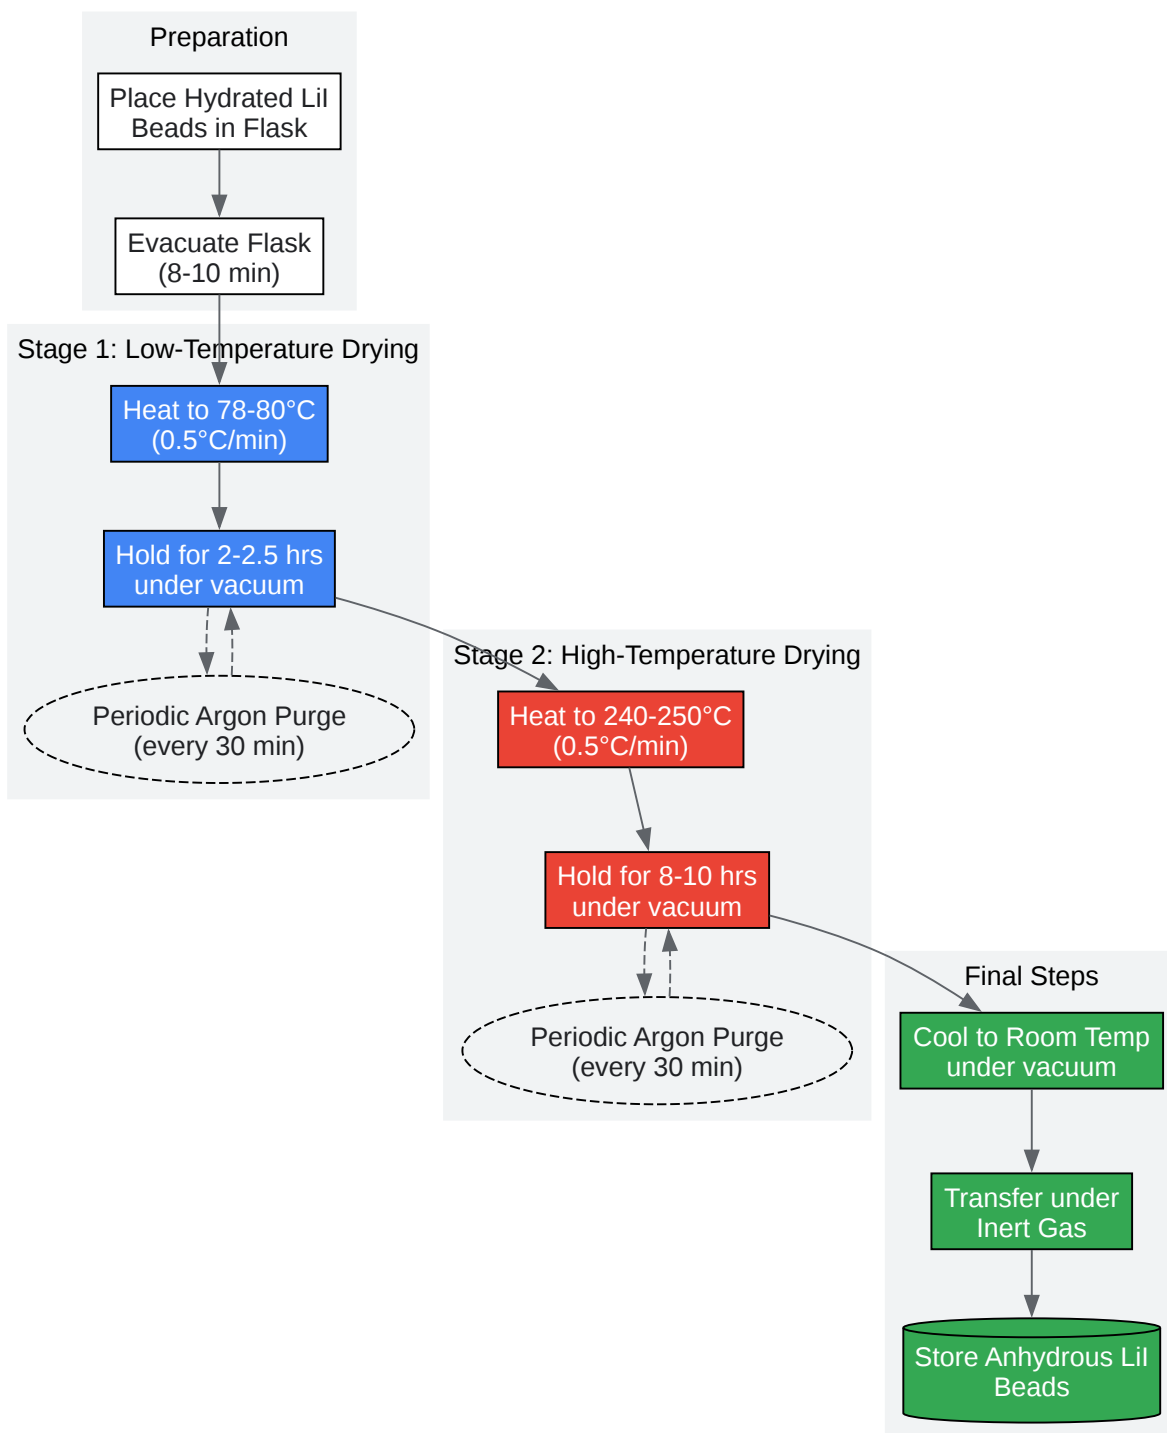 Preparation
Place Hydrated LiI
Beads in Flask
Evacuate Flask
(8-10 min)
Stage 1: Low-Temperature Drying
Heat to 78-80°C
(0.5°C/min)
Hold for 2-2.5 hrs
under vacuum
Periodic Argon Purge
(every 30 min)
Stage 2: High-Temperature Drying
Heat to 240-250°C
(0.5°C/min)
Hold for 8-10 hrs
under vacuum
Periodic Argon Purge
(every 30 min)
Final Steps
Cool to Room Temp
under vacuum
Transfer under
Inert Gas
Store Anhydrous LiI
Beads